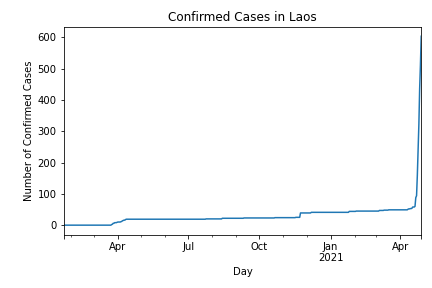 Confirmed Cases in Laos
600
500
400
300
200
100
0
Number of Confirmed Cases
Apr
Jul
Oct
Jan
2021
Apr
Day